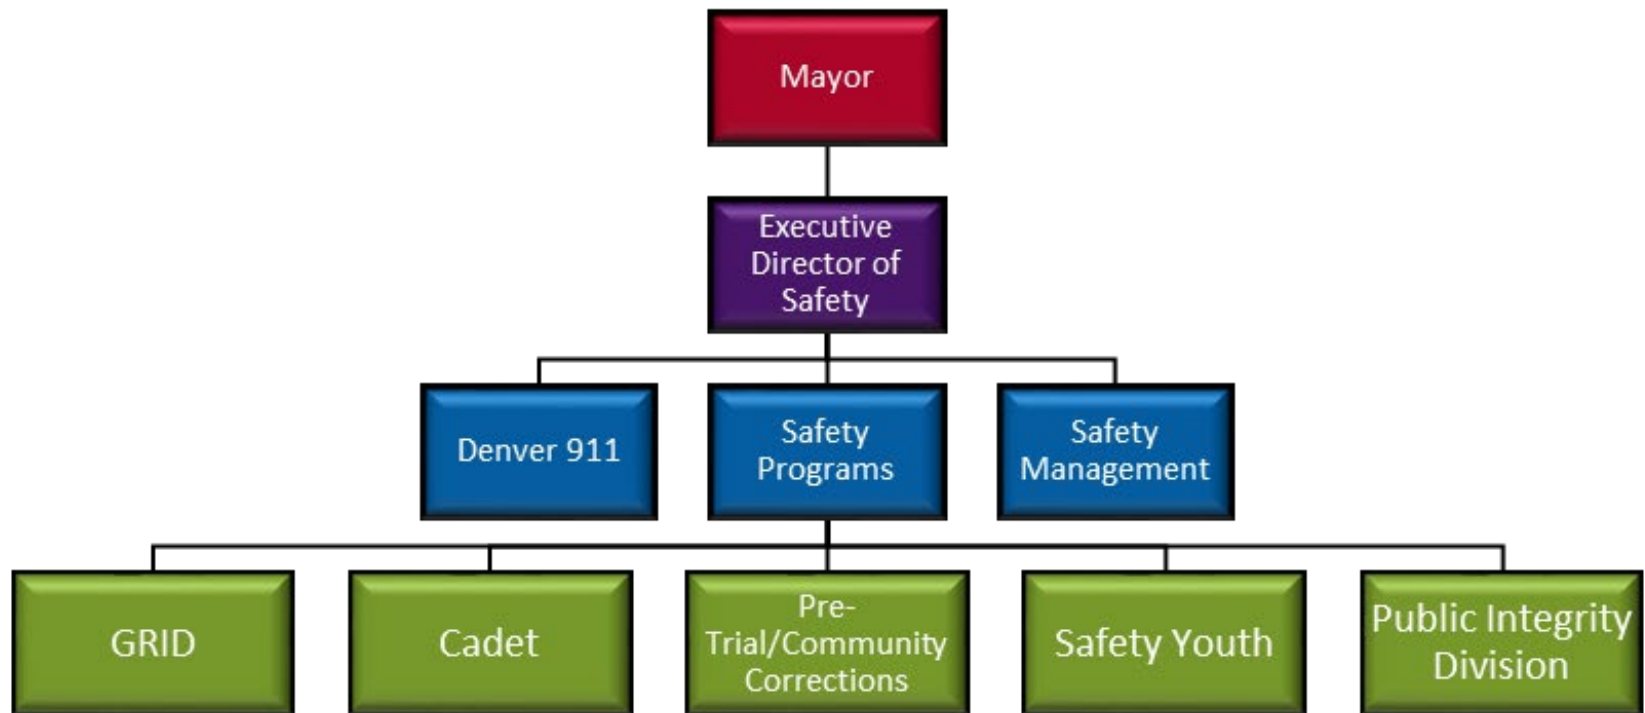 Mayor
Executive
Director of
Safety
Denver 911
Safety
Programs
Safety
Management
GRID
Cadet
Pre-
Trial/Community
Corrections
Safety Youth
Public Integrity
Division